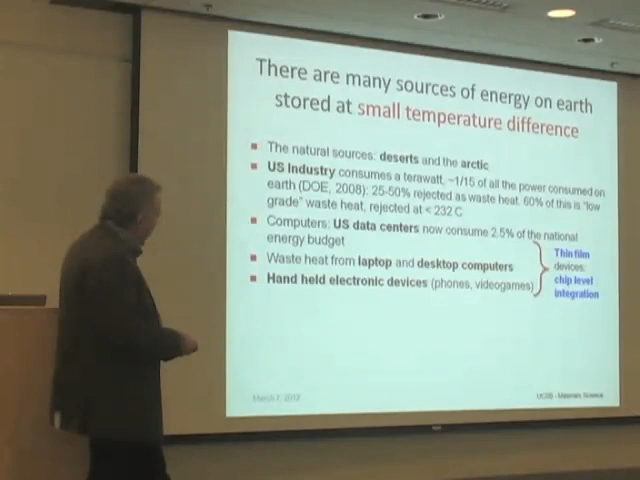 There are many sources of energy on earth
stored at small temperature difference
The natural sources: deserts and the arctic
US Industry consumes a terawatt, ~1/15 of all the power consumed on
earth (DOE, 2008): 25-50% rejected as waste heat. 60% of this is "low
grade" waste heat, rejected at < 232 C
Computers: US data centers now consume 2.5% of the national
energy budget
Waste heat from laptop and desktop computers
Hand held electronic devices (phones, videogames)
Thin film
devices:
chip level
integration
March 7, 2012
UCSB - Materials Science